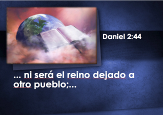 Daniel 2:44
... ni será el reino dejado a
otro pueblo;...